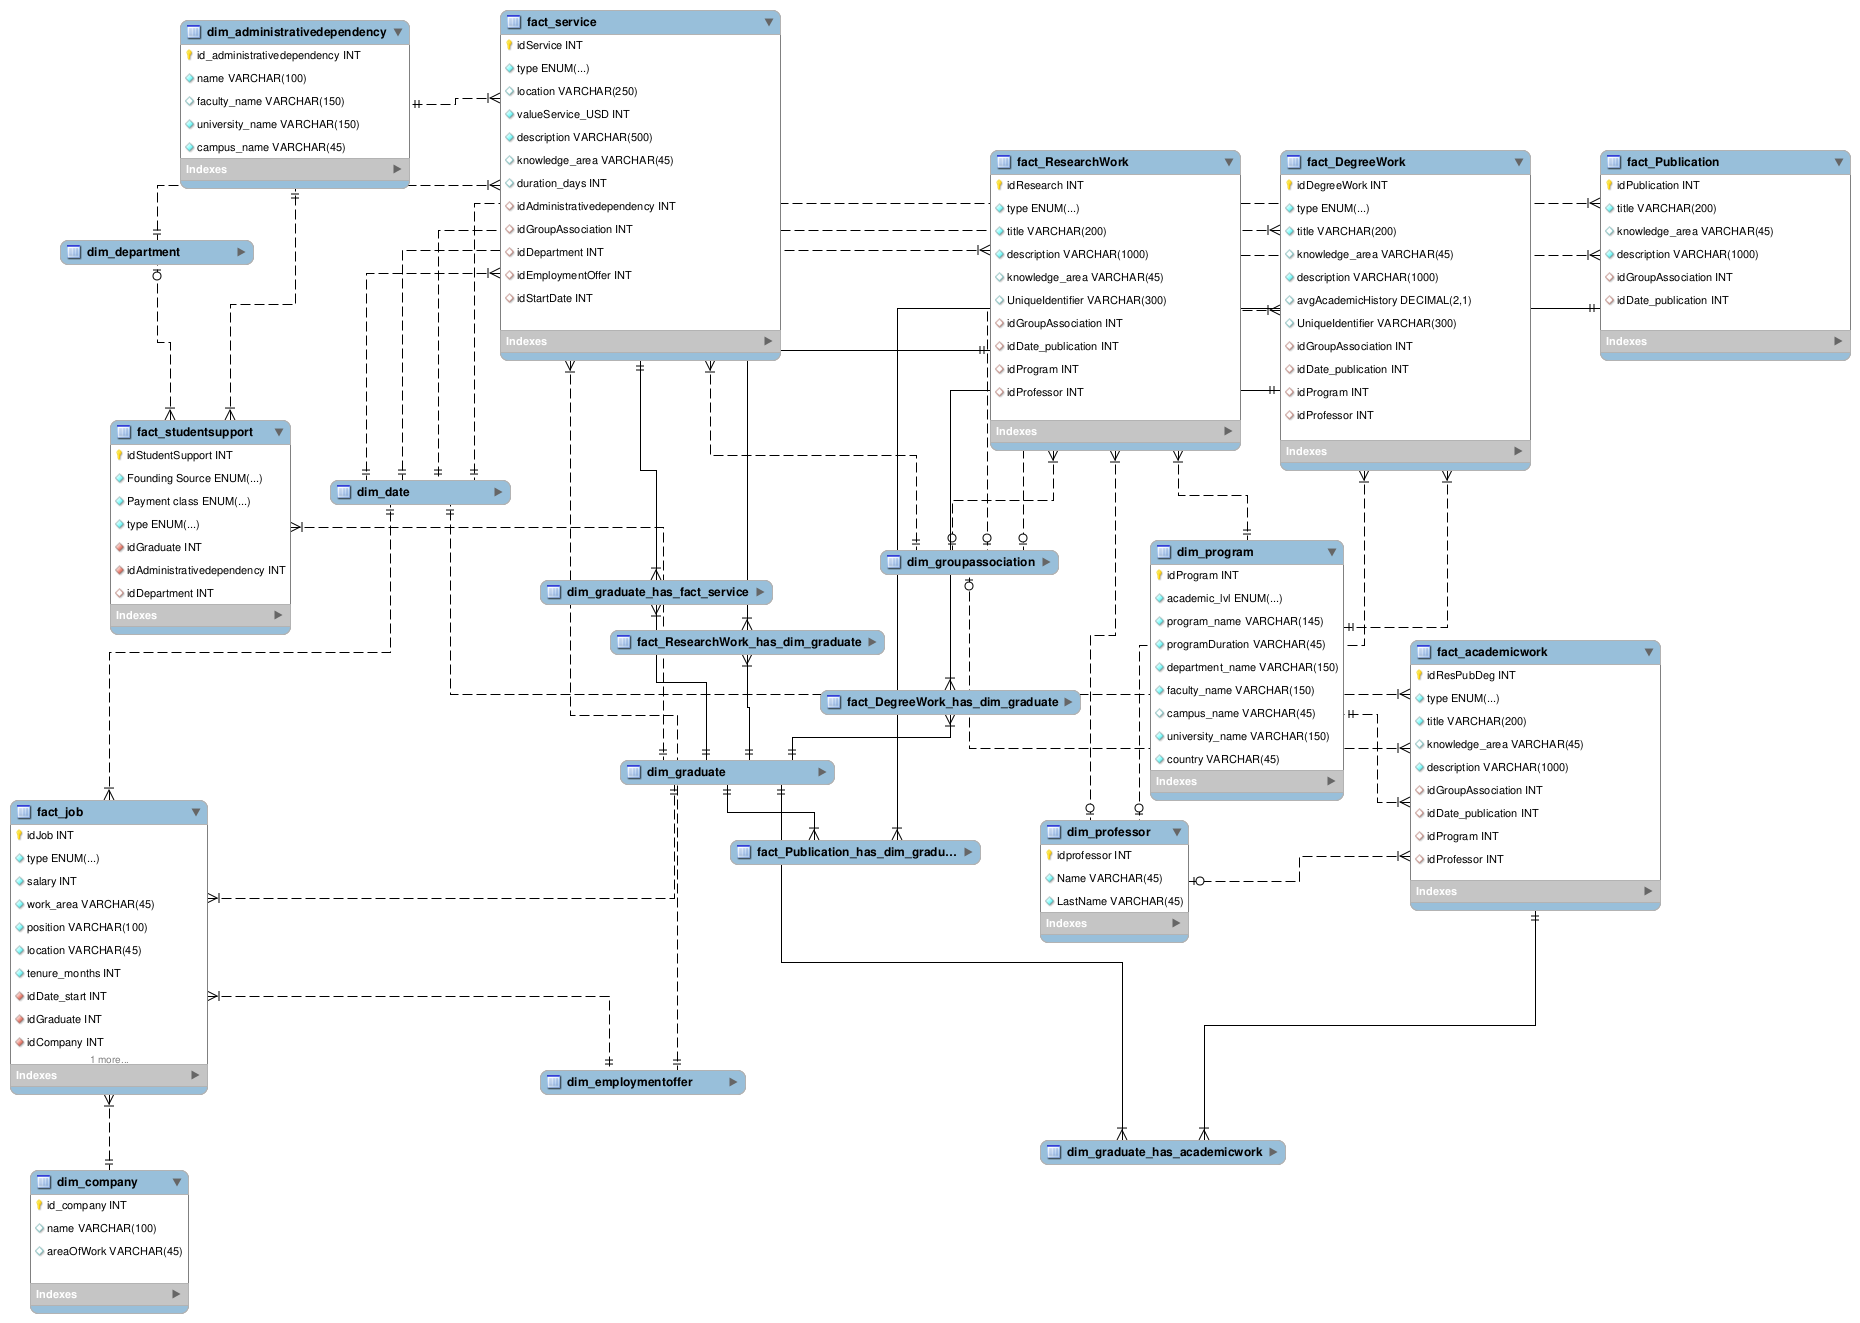 dim_administrativedependency
id_administrativedependency INT
name VARCHAR(100)
faculty_name VARCHAR(150)
university_name VARCHAR(150)
campus_name VARCHAR(45)
Indexes
fact_service
idService INT
type ENUM(...)
location VARCHAR(250)
valueService_USD INT
description VARCHAR(500)
knowledge_area VARCHAR(45)
duration_days INT
idAdministrativedependency INT
idGroupAssociation INT
idDepartment INT
idEmploymentOffer INT
idStartDate INT
Indexes
fact_ResearchWork
idResearch INT
type ENUM(...)
title VARCHAR(200)
description VARCHAR(1000)
knowledge_area VARCHAR(45)
UniqueIdentifier VARCHAR(300)
idGroupAssociation INT
idDate_publication INT
idProgram INT
idProfessor INT
Indexes
fact_DegreeWork
idDegreeWork INT
type ENUM(...)
title VARCHAR(200)
knowledge_area VARCHAR(45)
description VARCHAR(1000)
avgAcademicHistory DECIMAL(2,1)
UniqueIdentifier VARCHAR(300)
idGroupAssociation INT
idDate_publication INT
idProgram INT
idProfessor INT
Indexes
fact_Publication
idPublication INT
title VARCHAR(200)
knowledge_area VARCHAR(45)
description VARCHAR(1000)
idGroupAssociation INT
idDate_publication INT
Indexes
dim_department
fact_studentsupport
idStudentSupport INT
Founding Source ENUM(...)
Payment class ENUM(...)
type ENUM(...)
idGraduate INT
idAdministrativedependency INT
idDepartment INT
Indexes
dim_date
dim_graduate_has_fact_service
fact_ResearchWork_has_dim_graduate
dim_groupassociation
fact_DegreeWork_has_dim_graduate
dim_program
idProgram INT
academic_lvl ENUM(...)
program_name VARCHAR(145)
programDuration VARCHAR(45)
department_name VARCHAR(150)
faculty_name VARCHAR(150)
campus_name VARCHAR(45)
university_name VARCHAR(150)
country VARCHAR(45)
Indexes
fact_academicwork
idResPubDeg INT
type ENUM(...)
title VARCHAR(200)
knowledge_area VARCHAR(45)
description VARCHAR(1000)
idGroupAssociation INT
idDate_publication INT
idProgram INT
idProfessor INT
Indexes
dim_graduate
fact_Publication_has_dim_gradu...
dim_professor
idprofessor INT
Name VARCHAR(45)
LastName VARCHAR(45)
Indexes
fact_job
idJob INT
type ENUM(...)
salary INT
work_area VARCHAR(45)
position VARCHAR(100)
location VARCHAR(45)
tenure_months INT
idDate_start INT
idGraduate INT
idCompany INT
1 more...
Indexes
dim_employmentoffer
dim_graduate_has_academicwork
dim_company
id_company INT
name VARCHAR(100)
areaOfWork VARCHAR(45)
Indexes